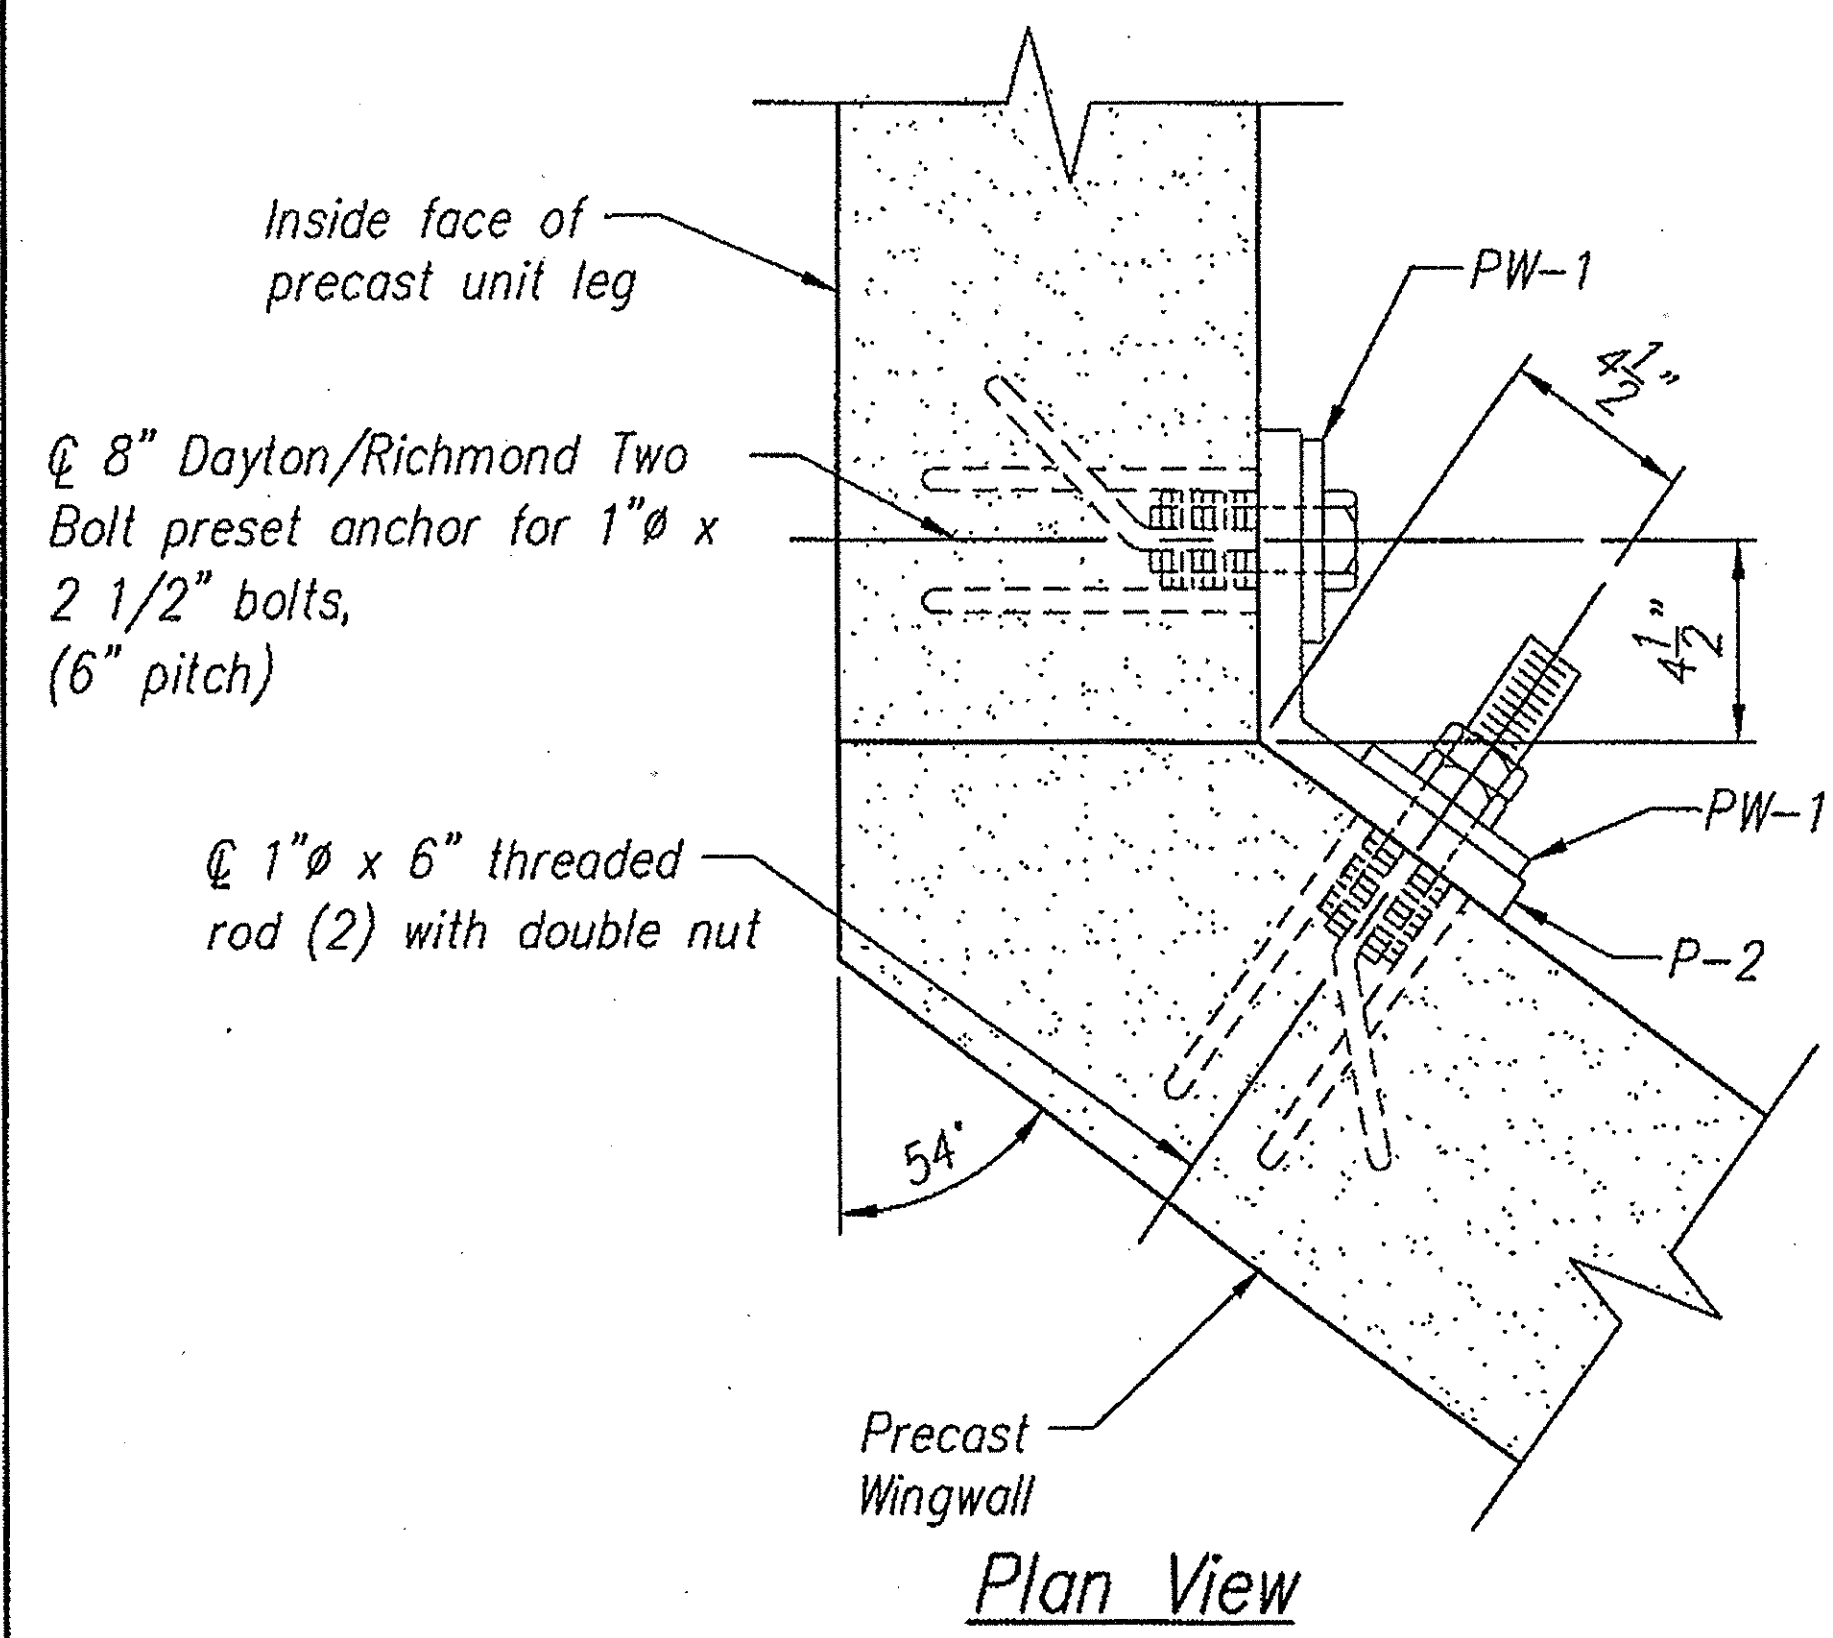 Inside face of
precast unit leg
PW-1
4 1/2"
℄ 8" Dayton/Richmond Two
Bolt preset anchor for 1"ø x
2 1/2" bolts,
(6" pitch)
4 1/2"
PW-1
℄ 1"ø x 6" threaded
rod (2) with double nut
P-2
54°
Precast
Wingwall
Plan View